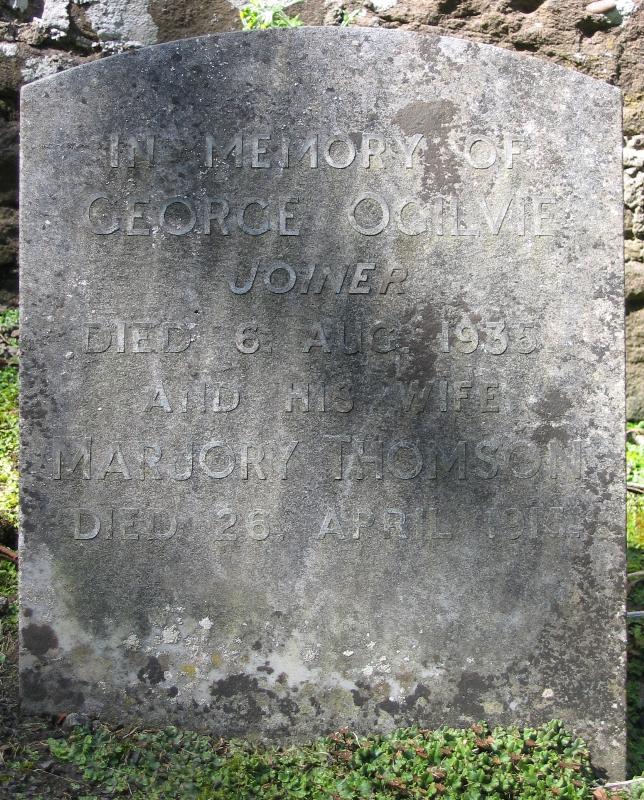 IN MEMORY OF
GEORGE OGILVIE
JOINER
DIED 6. AUG. 1935
AND HIS WIFE
MARJORY THOMSON
DIED 26. APRIL